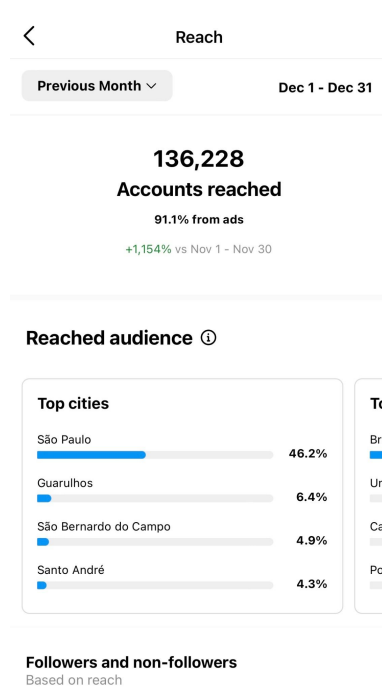 Reach
Previous Month
Dec 1 - Dec 31
136,228
Accounts reached
91.1% from ads
+1,154% vs Nov 1 - Nov 30
Reached audience
Top cities
São Paulo
46.2%
Guarulhos
6.4%
São Bernardo do Campo
4.9%
Santo André
4.3%
Followers and non-followers
Based on reach